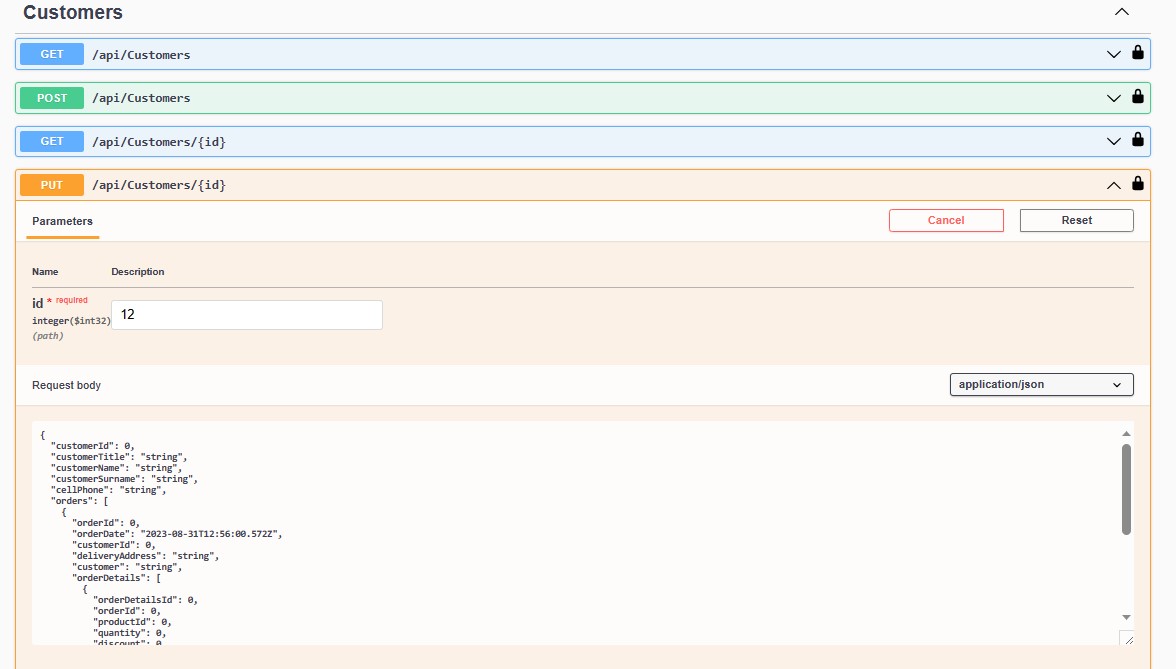 Customers
GET /api/Customers
POST /api/Customers
GET /api/Customers/{id}
PUT /api/Customers/{id}
Parameters Cancel Reset
Name Description
id * required
integer($int32)
(path)
12
Request body application/json
{
"customerId": 0,
"customerTitle": "string",
"customerName": "string",
"customerSurname": "string",
"cellPhone": "string",
"orders": [
{
"orderId": 0,
"orderDate": "2023-08-31T12:56:00.572Z",
"customerId": 0,
"deliveryAddress": "string",
"customer": "string",
"orderDetails": [
{
"orderDetailsId": 0,
"orderId": 0,
"productId": 0,
"quantity": 0,
"discount": 0